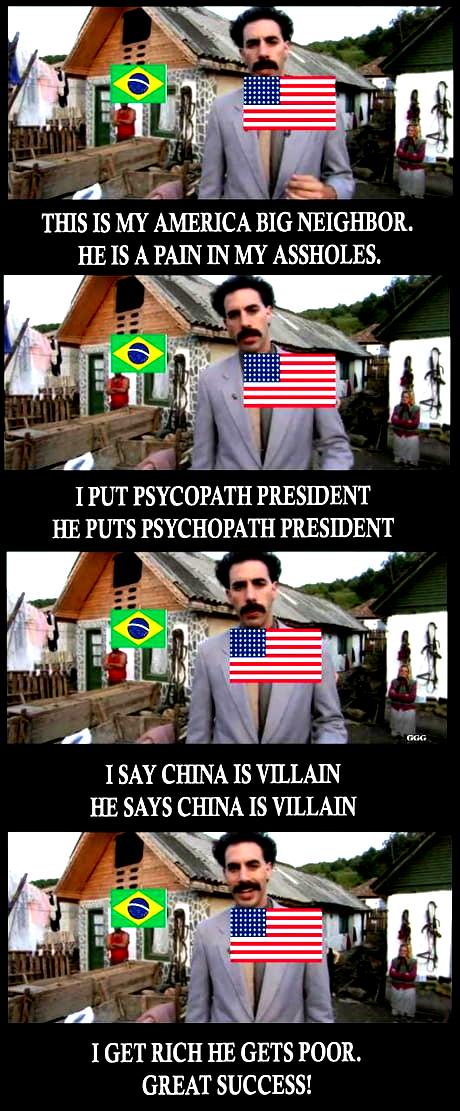 THIS IS MY AMERICA BIG NEIGHBOR.
HE IS A PAIN IN MY ASSHOLES.
I PUT PSYCOPATH PRESIDENT
HE PUTS PSYCHOPATH PRESIDENT
GGG
I SAY CHINA IS VILLAIN
HE SAYS CHINA IS VILLAIN
I GET RICH HE GETS POOR.
GREAT SUCCESS!